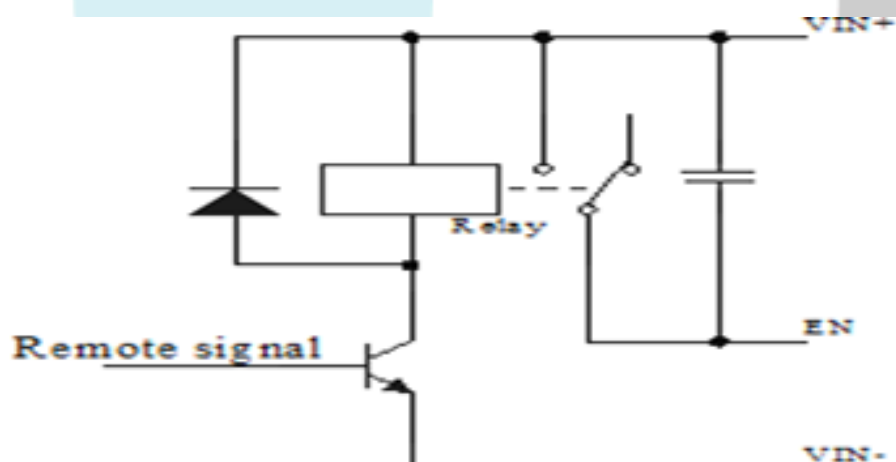 VIN+
Relay
EN
Remote signal
VIN-